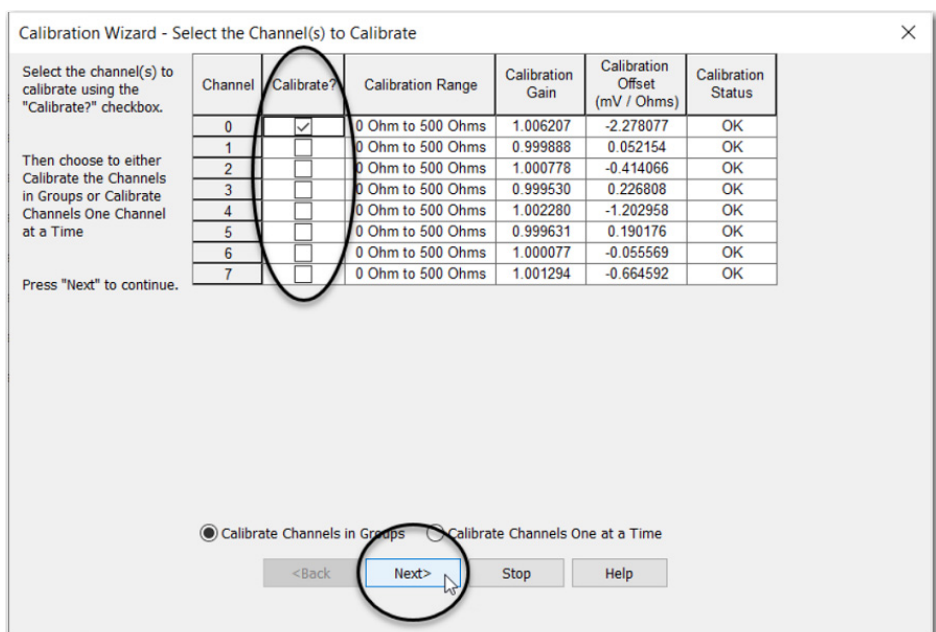 Calibration Wizard - Select the Channel(s) to Calibrate
Select the channel(s) to
calibrate using the
"Calibrate?" checkbox.
Then choose to either
Calibrate the Channels
in Groups or Calibrate
Channels One Channel
at a Time
Press "Next" to continue.
Channel Calibrate? Calibration Range Calibration Gain Calibration Offset (mV / Ohms) Calibration Status
0 0 Ohm to 500 Ohms 1.006207 -2.278077 OK
1 0 Ohm to 500 Ohms 0.999888 0.052154 OK
2 0 Ohm to 500 Ohms 1.000778 -0.414066 OK
3 0 Ohm to 500 Ohms 0.999530 0.226808 OK
4 0 Ohm to 500 Ohms 1.002280 -1.202958 OK
5 0 Ohm to 500 Ohms 0.999631 0.190176 OK
6 0 Ohm to 500 Ohms 1.000077 -0.055569 OK
7 0 Ohm to 500 Ohms 1.001294 -0.664592 OK
Calibrate Channels in Groups Calibrate Channels One at a Time
<Back Next> Stop Help